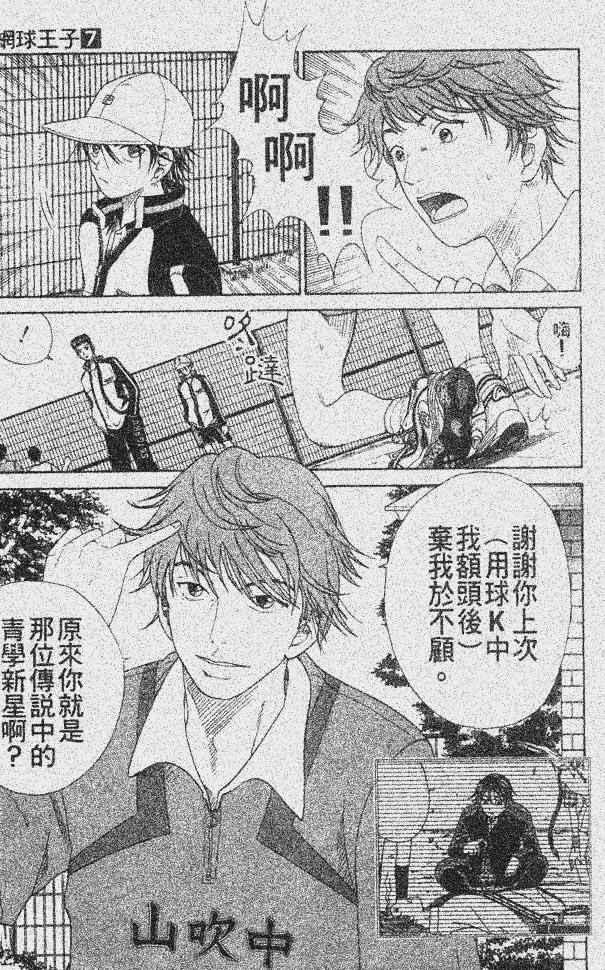 網球王子7
啊
啊
!!
嗨!
躂
!
謝謝你上次
(用球K中
我額頭後)
棄我於不顧。
原來你就是
那位傳說中的
青學新星啊?
山吹中